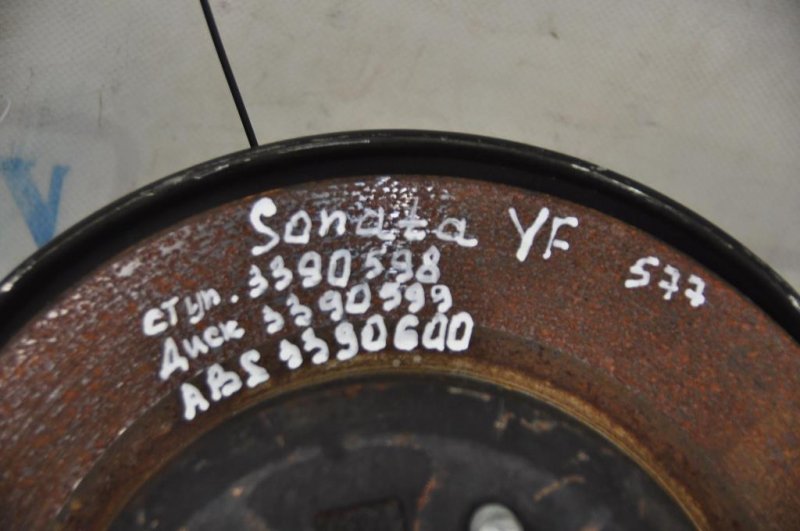 Sonata YF
577
ступ. 3390598
Диск 3390599
ABS 3390600
V